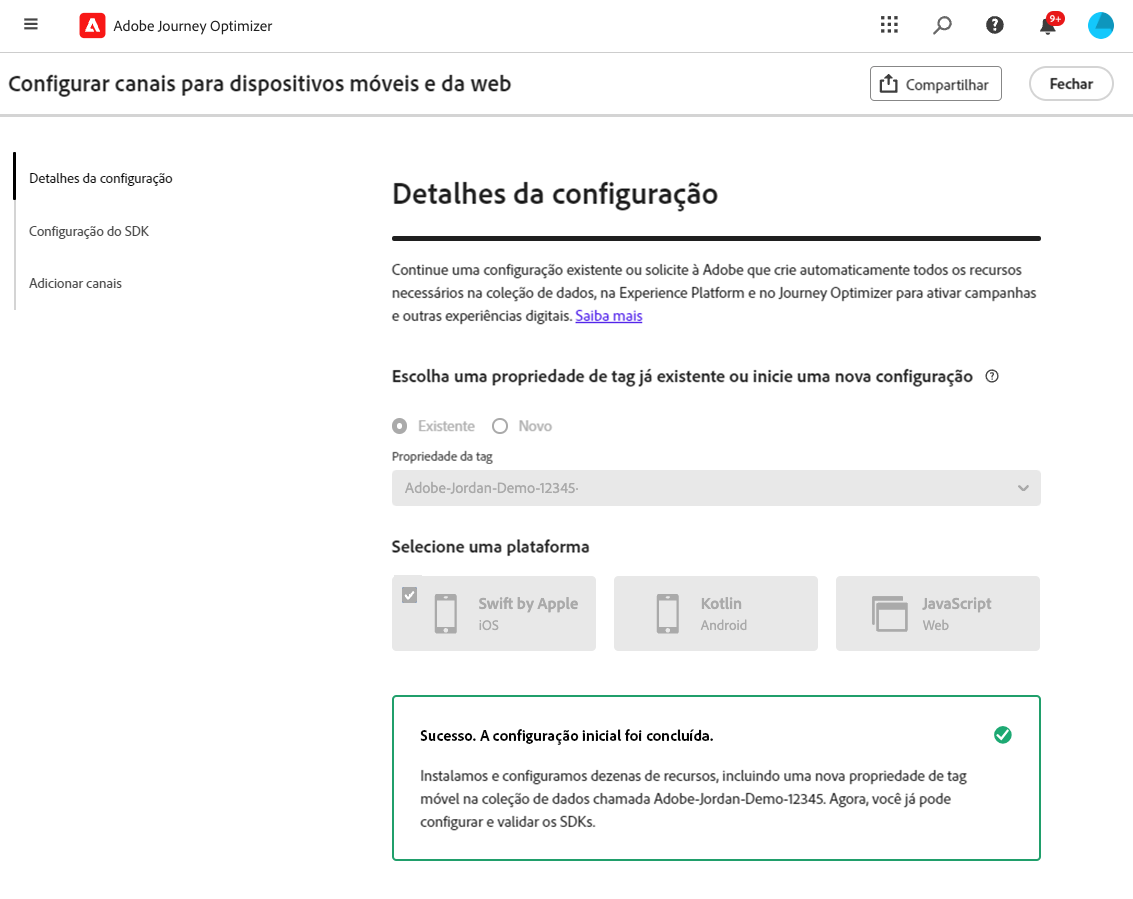 Adobe Journey Optimizer
9+
Configurar canais para dispositivos móveis e da web
Compartilhar
Fechar
Detalhes da configuração
Configuração do SDK
Adicionar canais
Detalhes da configuração
Continue uma configuração existente ou solicite à Adobe que crie automaticamente todos os recursos
necessários na coleção de dados, na Experience Platform e no Journey Optimizer para ativar campanhas
e outras experiências digitais. Saiba mais
Escolha uma propriedade de tag já existente ou inicie uma nova configuração
Existente
Novo
Propriedade da tag
Adobe-Jordan-Demo-12345·
Selecione uma plataforma
Swift by Apple
iOS
Kotlin
Android
JavaScript
Web
Sucesso. A configuração inicial foi concluída.
Instalamos e configuramos dezenas de recursos, incluindo uma nova propriedade de tag
móvel na coleção de dados chamada Adobe-Jordan-Demo-12345. Agora, você já pode
configurar e validar os SDKs.